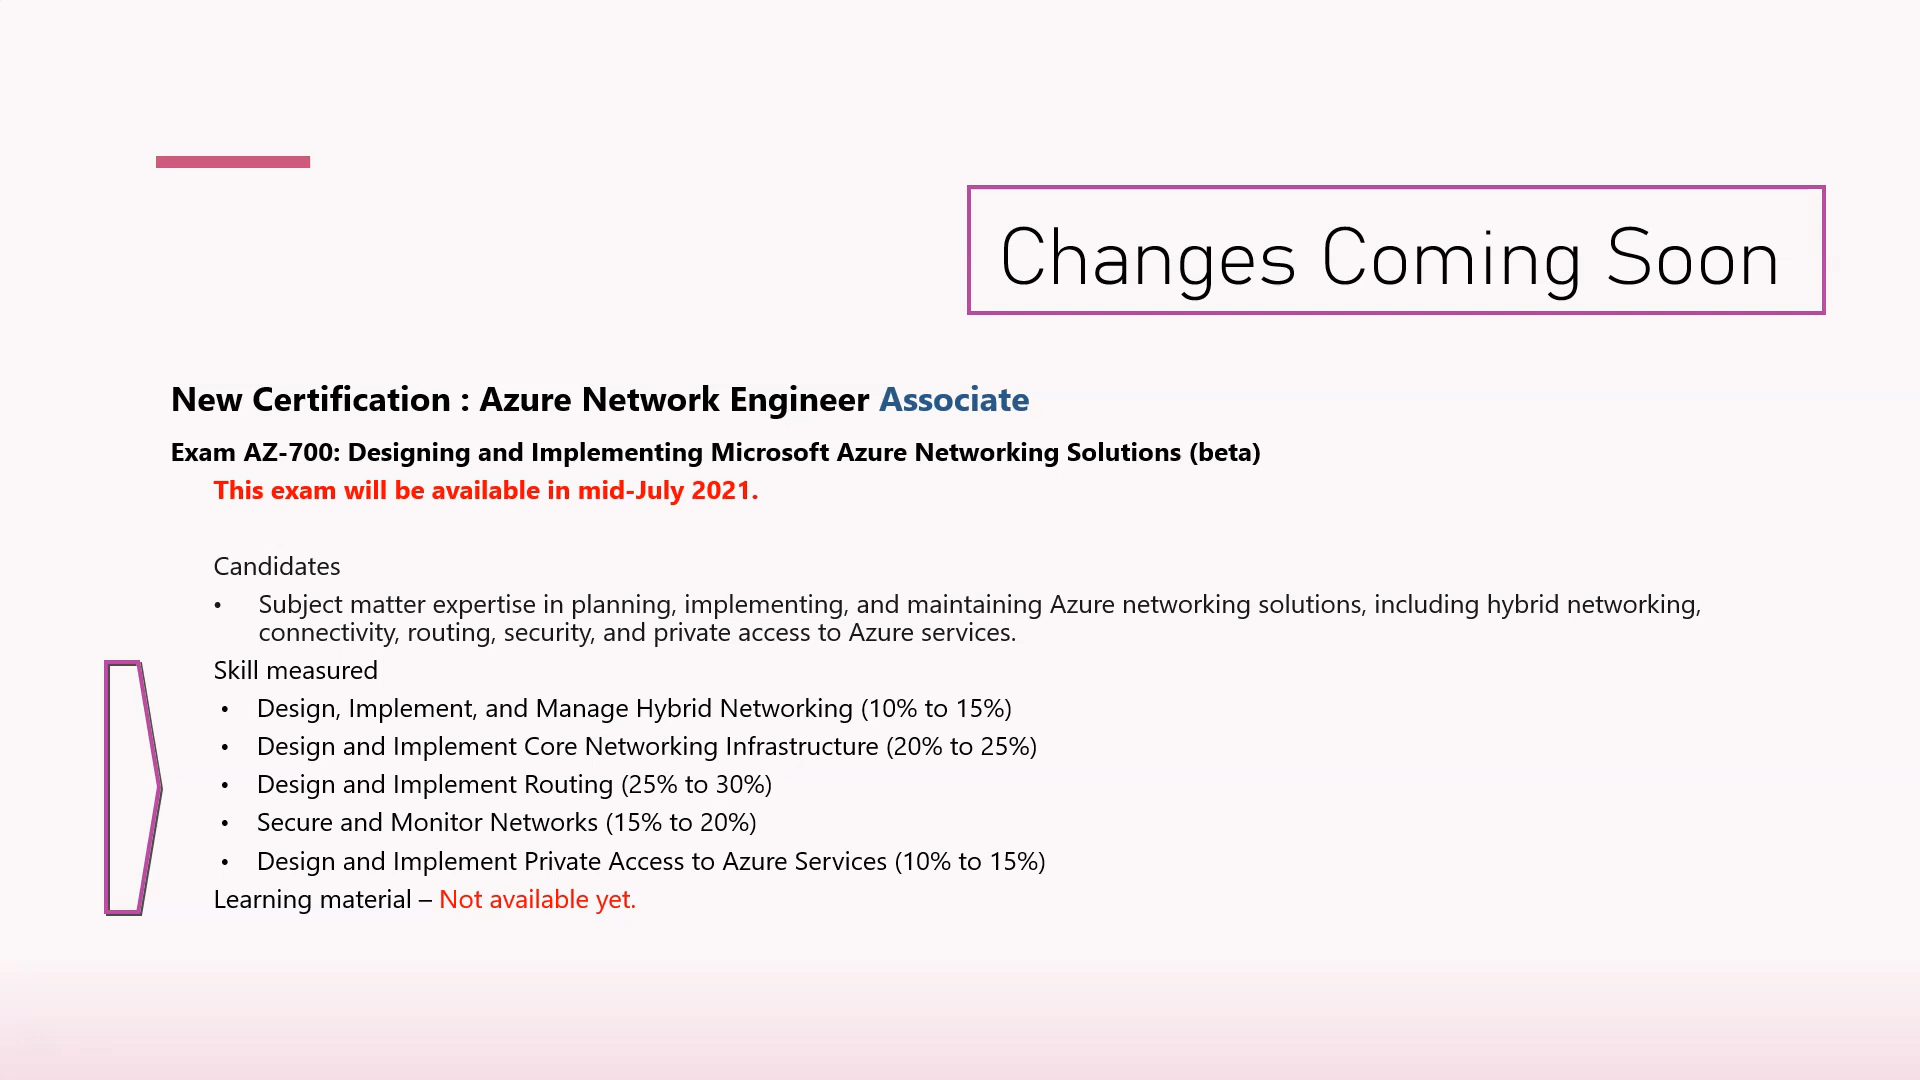 Changes Coming Soon
New Certification : Azure Network Engineer Associate
Exam AZ-700: Designing and Implementing Microsoft Azure Networking Solutions (beta)
This exam will be available in mid-July 2021.
Candidates
• Subject matter expertise in planning, implementing, and maintaining Azure networking solutions, including hybrid networking,
connectivity, routing, security, and private access to Azure services.
Skill measured
• Design, Implement, and Manage Hybrid Networking (10% to 15%)
• Design and Implement Core Networking Infrastructure (20% to 25%)
• Design and Implement Routing (25% to 30%)
• Secure and Monitor Networks (15% to 20%)
• Design and Implement Private Access to Azure Services (10% to 15%)
Learning material – Not available yet.